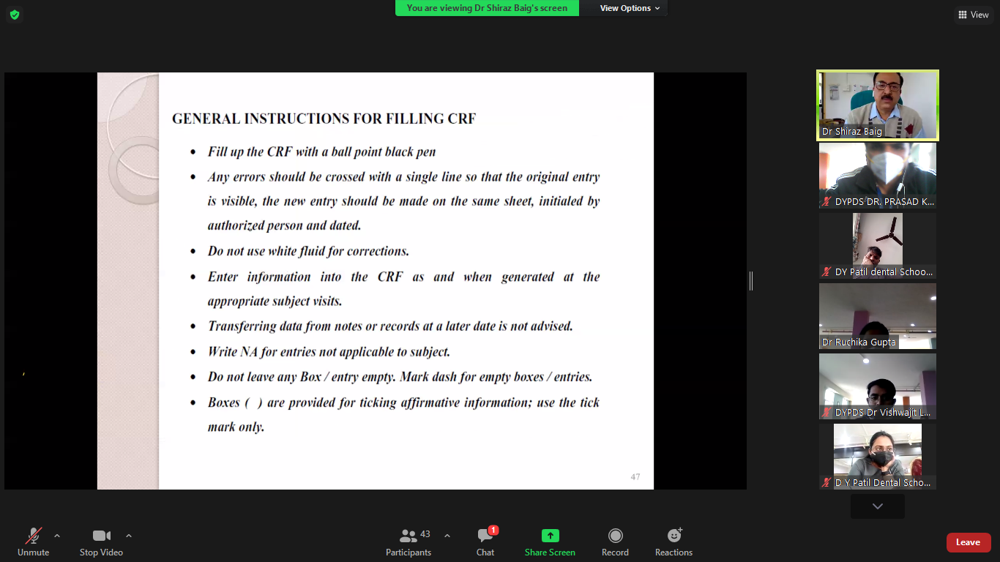 You are viewing Dr Shiraz Baig's screen
View Options
View
GENERAL INSTRUCTIONS FOR FILLING CRF
• Fill up the CRF with a ball point black pen
• Any errors should be crossed with a single line so that the original entry
is visible, the new entry should be made on the same sheet, initialed by
authorized person and dated.
• Do not use white fluid for corrections.
• Enter information into the CRF as and when generated at the
appropriate subject visits.
• Transferring data from notes or records at a later date is not advised.
• Write NA for entries not applicable to subject.
• Do not leave any Box / entry empty. Mark dash for empty boxes / entries.
• Boxes ( ) are provided for ticking affirmative information; use the tick
mark only.
47
Dr Shiraz Baig
DYPDS DR. PRASAD K...
DY Patil dental Schoo...
Dr Ruchika Gupta
DYPDS Dr Vishwajit L...
D Y Patil Dental Scho...
Unmute
Stop Video
Participants
43
Chat
1
Share Screen
Record
Reactions
Leave